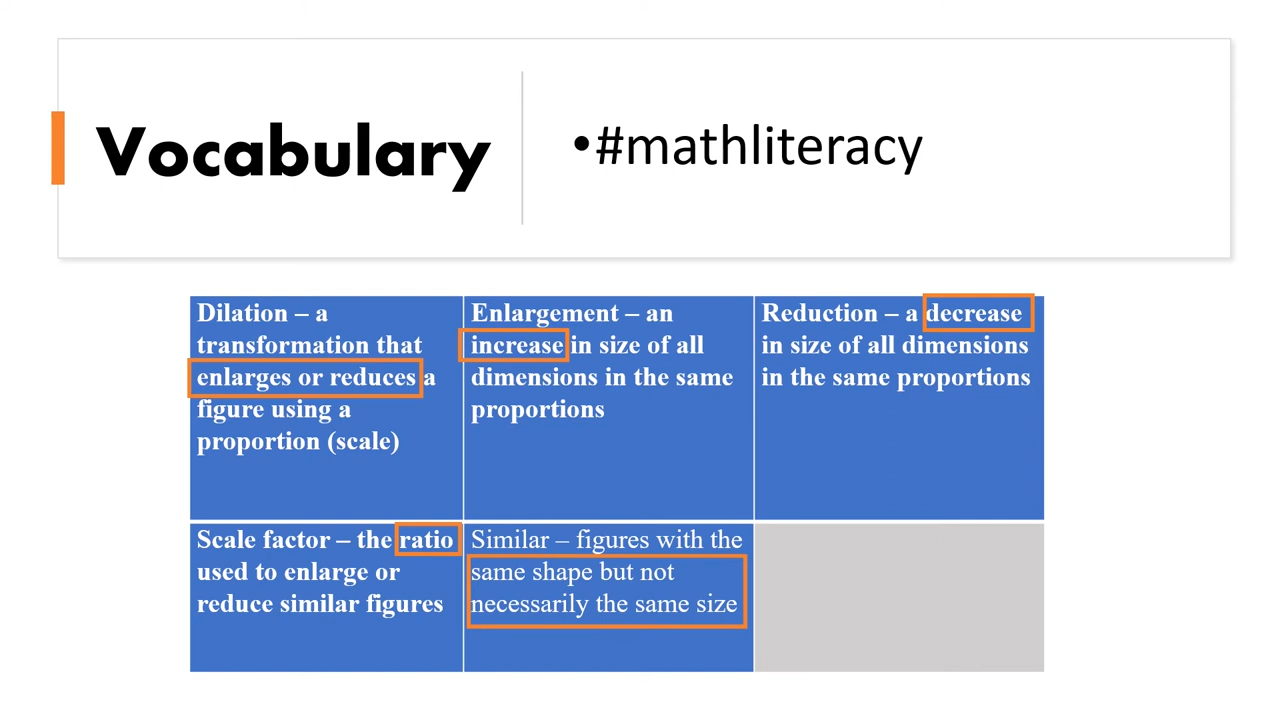 Vocabulary
•#mathliteracy
Dilation – a
transformation that
enlarges or reduces a
figure using a
proportion (scale)
Enlargement – an
increase in size of all
dimensions in the same
proportions
Reduction – a decrease
in size of all dimensions
in the same proportions
Scale factor – the ratio
used to enlarge or
reduce similar figures
Similar – figures with the
same shape but not
necessarily the same size